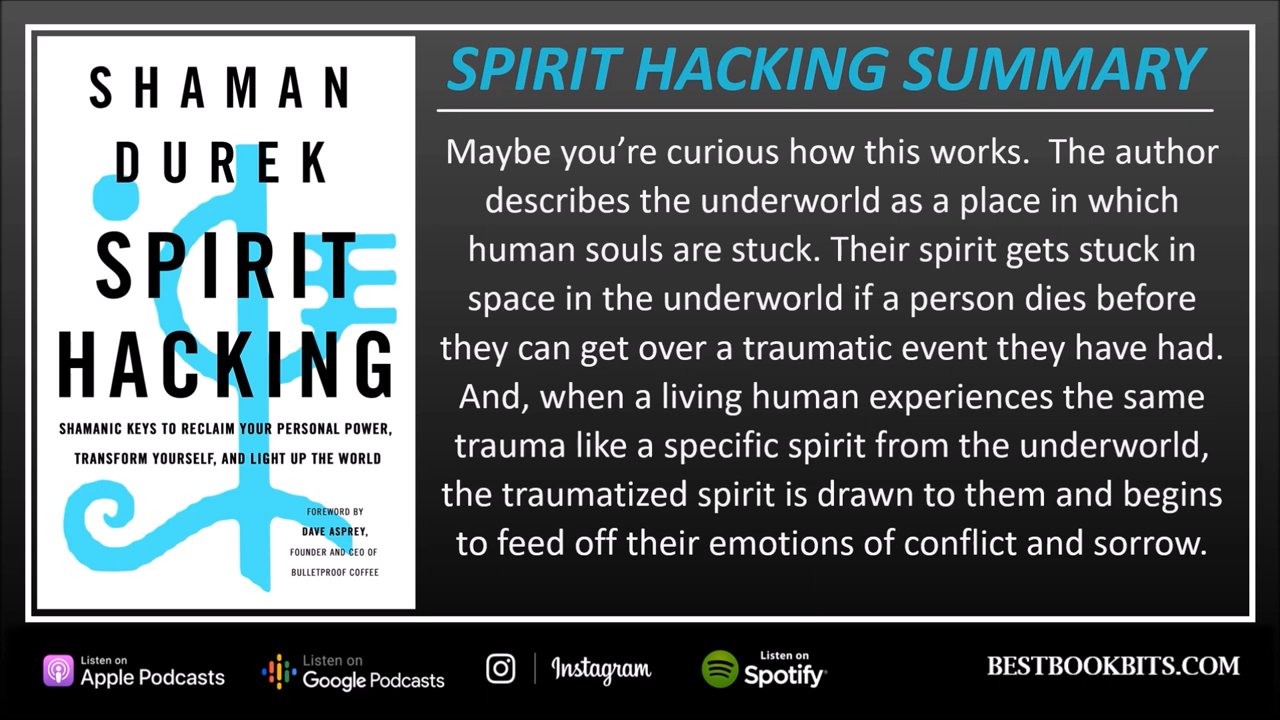 SHAMAN
DUREK
SPIRIT
HACKING
SHAMANIC KEYS TO RECLAIM YOUR PERSONAL POWER,
TRANSFORM YOURSELF, AND LIGHT UP THE WORLD
FOREWORD BY
DAVE ASPREY,
FOUNDER AND CEO OF
BULLETPROOF COFFEE
SPIRIT HACKING SUMMARY
Maybe you’re curious how this works.  The author
describes the underworld as a place in which
human souls are stuck. Their spirit gets stuck in
space in the underworld if a person dies before
they can get over a traumatic event they have had.
And, when a living human experiences the same
trauma like a specific spirit from the underworld,
the traumatized spirit is drawn to them and begins
to feed off their emotions of conflict and sorrow.
Listen on
Apple Podcasts
Listen on
Google Podcasts
Instagram
Listen on
Spotify
BESTBOOKBITS.COM